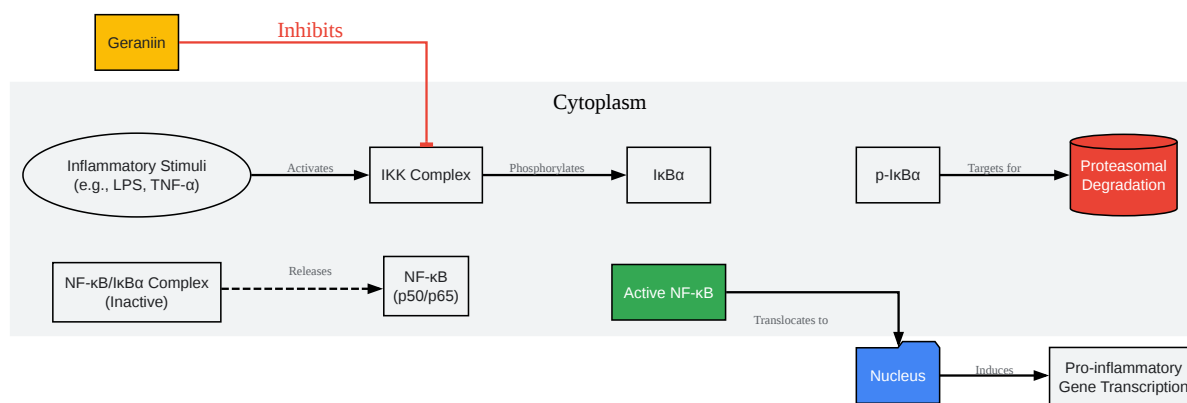 Inhibits
Geraniin
Cytoplasm
Inflammatory Stimuli
(e.g., LPS, TNF-α)
Activates
IKK Complex
Phosphorylates
IκBα
p-IκBα
Targets for
Proteasomal
Degradation
NF-κB/IκBα Complex
(Inactive)
Releases
NF-κB
(p50/p65)
Active NF-κB
Translocates to
Nucleus
Induces
Pro-inflammatory
Gene Transcription